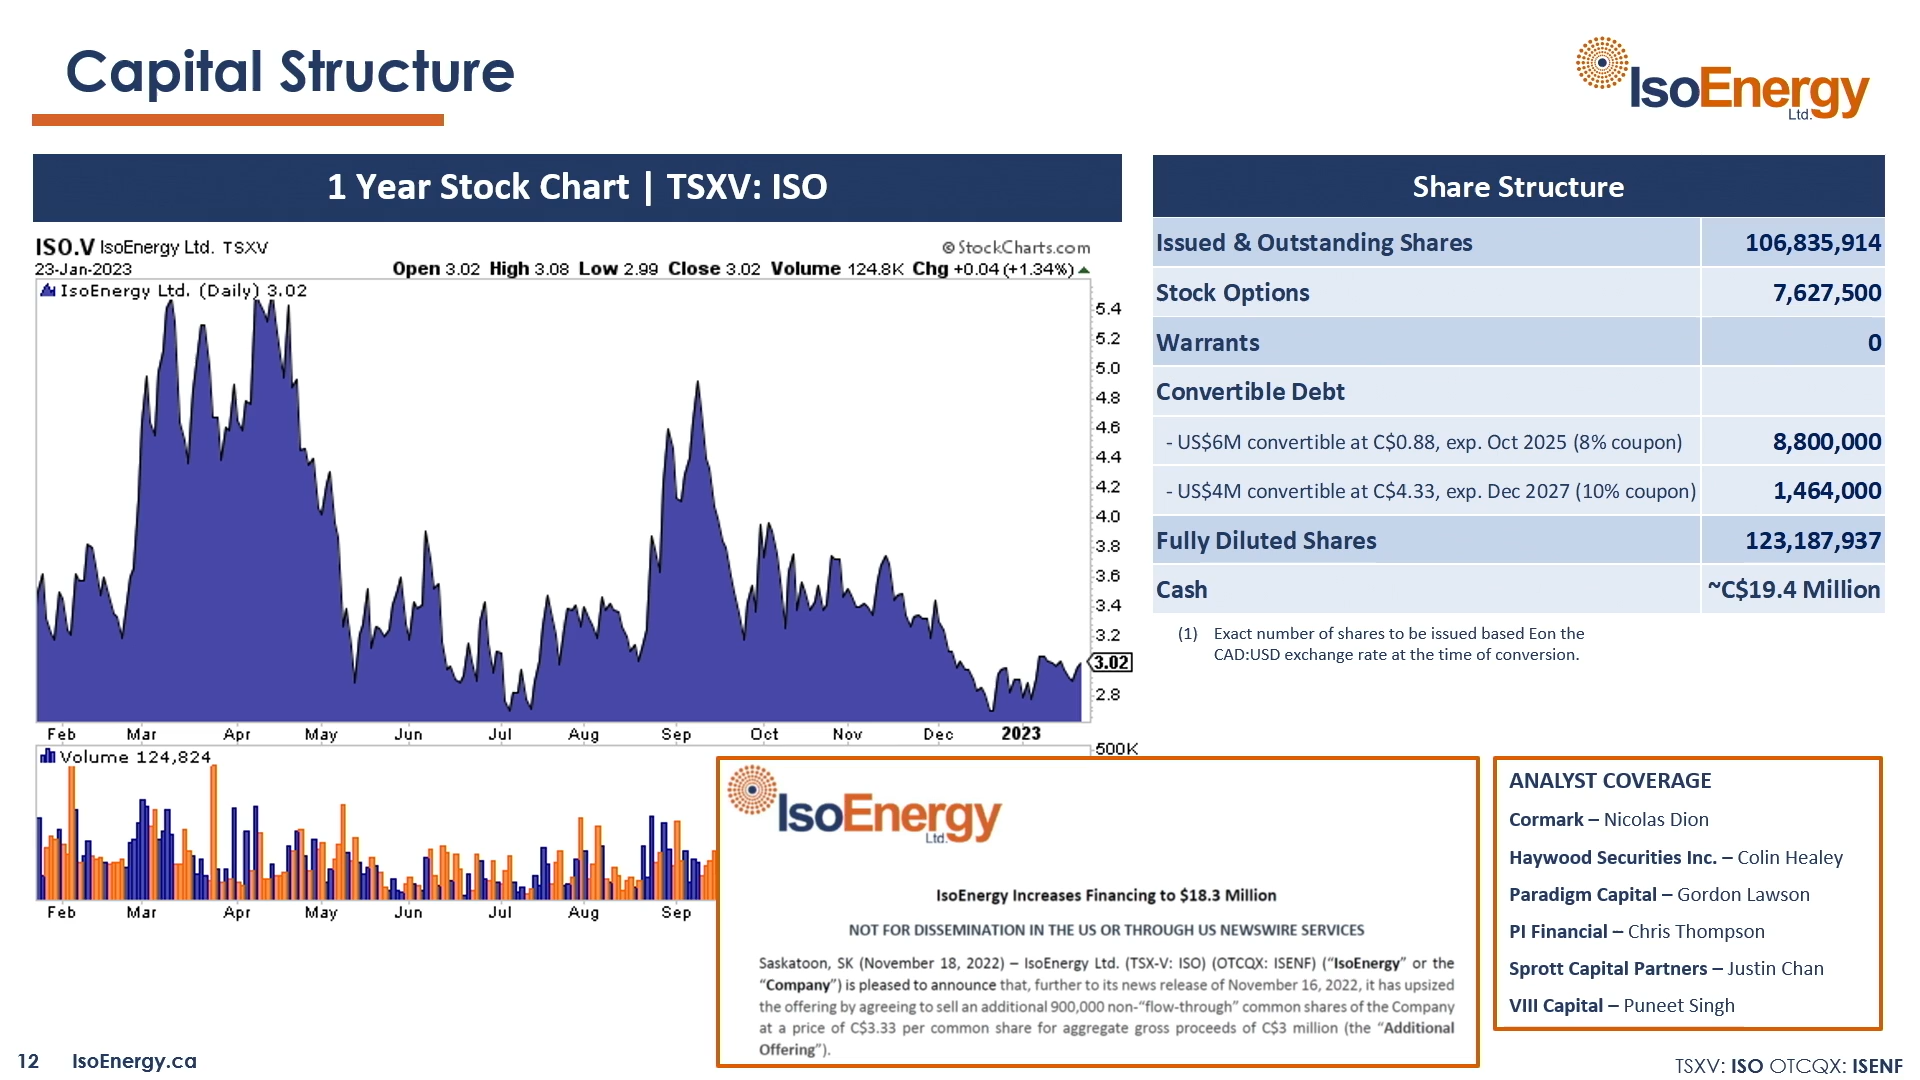 Capital Structure
IsoEnergy
Ltd.
1 Year Stock Chart | TSXV: ISO
ISO.V IsoEnergy Ltd. TSXV
© StockCharts.com
23-Jan-2023
Open 3.02 High 3.08 Low 2.99 Close 3.02 Volume 124.8K Chg +0.04 (+1.34%)
IsoEnergy Ltd. (Daily) 3.02
5.4
5.2
5.0
4.8
4.6
4.4
4.2
4.0
3.8
3.6
3.4
3.2
3.02
2.8
Feb Mar Apr May Jun Jul Aug Sep Oct Nov Dec 2023
500K
Volume 124,824
Feb Mar Apr May Jun Jul Aug Sep
Share Structure
Issued & Outstanding Shares 106,835,914
Stock Options 7,627,500
Warrants 0
Convertible Debt
- US$6M convertible at C$0.88, exp. Oct 2025 (8% coupon) 8,800,000
- US$4M convertible at C$4.33, exp. Dec 2027 (10% coupon) 1,464,000
Fully Diluted Shares 123,187,937
Cash ~C$19.4 Million
(1) Exact number of shares to be issued based Eon the
CAD:USD exchange rate at the time of conversion.
IsoEnergy
Ltd.
IsoEnergy Increases Financing to $18.3 Million
NOT FOR DISSEMINATION IN THE US OR THROUGH US NEWSWIRE SERVICES
Saskatoon, SK (November 18, 2022) – IsoEnergy Ltd. (TSX-V: ISO) (OTCQX: ISENF) (“IsoEnergy” or the
“Company”) is pleased to announce that, further to its news release of November 16, 2022, it has upsized
the offering by agreeing to sell an additional 900,000 non-“flow-through” common shares of the Company
at a price of C$3.33 per common share for aggregate gross proceeds of C$3 million (the “Additional
Offering”).
ANALYST COVERAGE
Cormark – Nicolas Dion
Haywood Securities Inc. – Colin Healey
Paradigm Capital – Gordon Lawson
PI Financial – Chris Thompson
Sprott Capital Partners – Justin Chan
VIII Capital – Puneet Singh
12 IsoEnergy.ca
TSXV: ISO OTCQX: ISENF